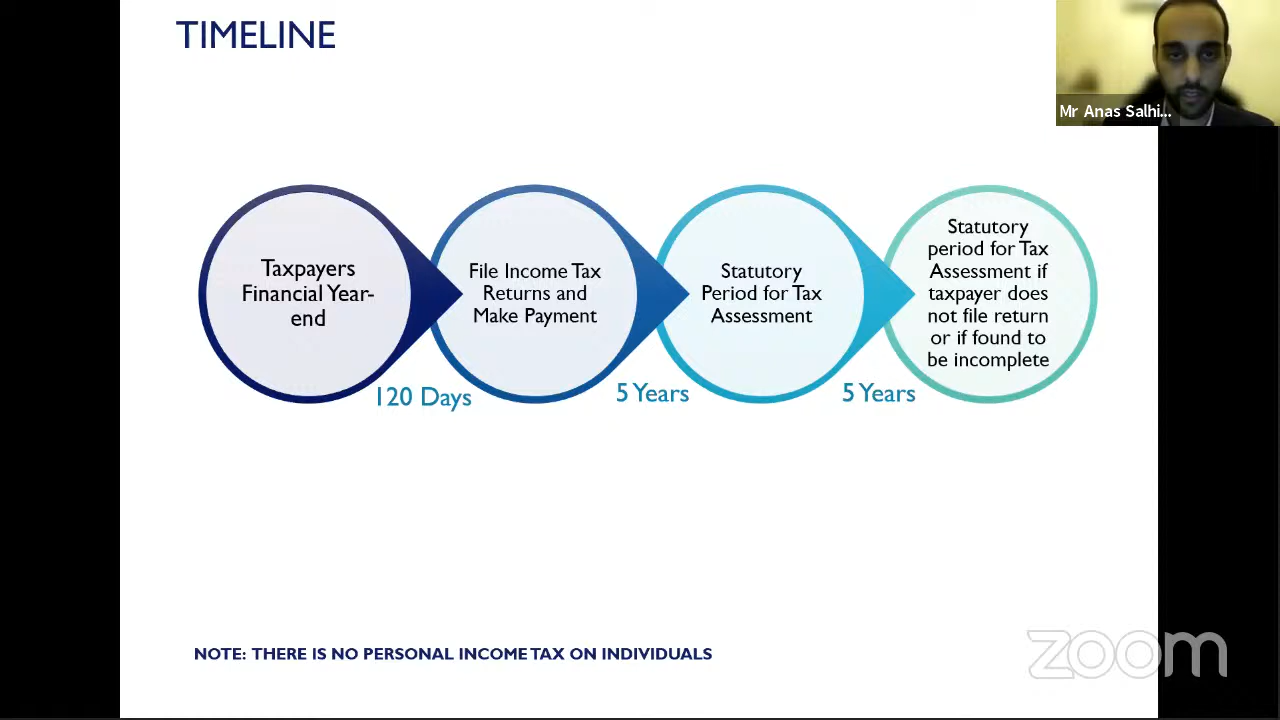 TIMELINE
Mr Anas Salhi...
Taxpayers
Financial Year-
end
File Income Tax
Returns and
Make Payment
Statutory
Period for Tax
Assessment
Statutory
period for Tax
Assessment if
taxpayer does
not file return
or if found to
be incomplete
120 Days
5 Years
5 Years
NOTE: THERE IS NO PERSONAL INCOME TAX ON INDIVIDUALS
zoom